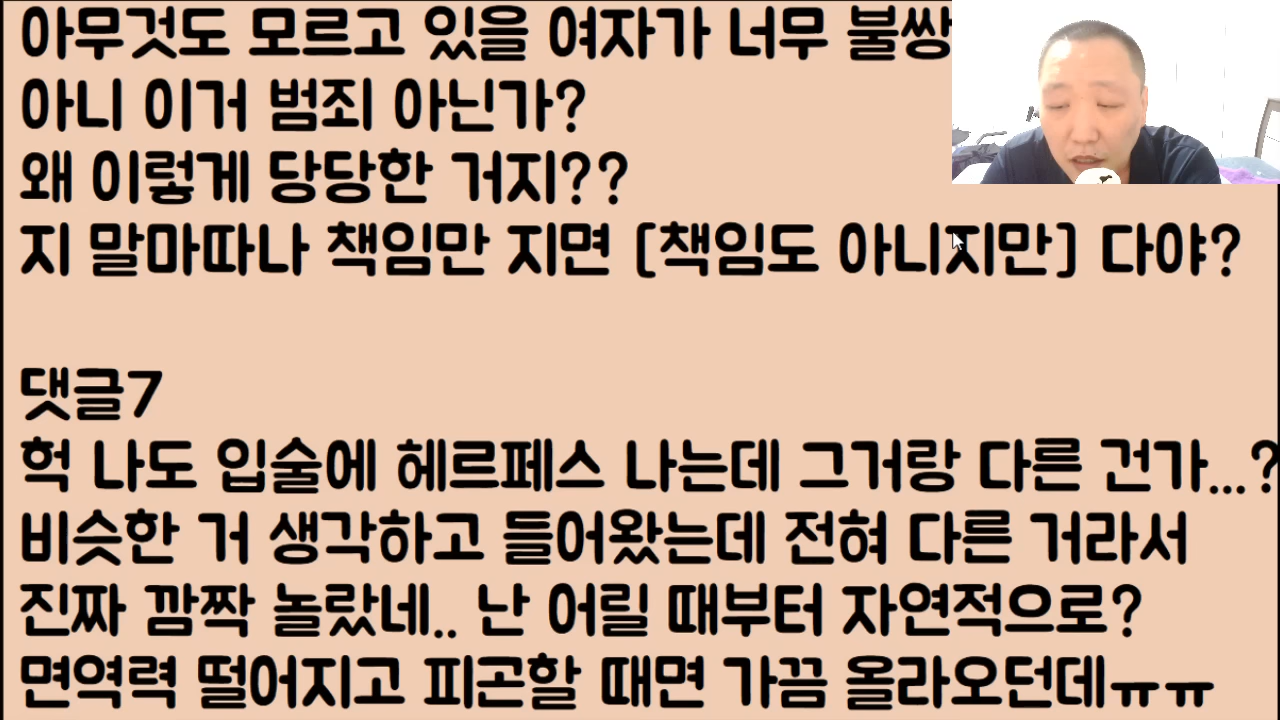 아무것도 모르고 있을 여자가 너무 불쌍
아니 이거 범죄 아닌가?
왜 이렇게 당당한 거지??
지 말마따나 책임만 지면 [책임도 아니지만] 다야?
댓글7
헉 나도 입술에 헤르페스 나는데 그거랑 다른 건가...?
비슷한 거 생각하고 들어왔는데 전혀 다른 거라서
진짜 깜짝 놀랐네.. 난 어릴 때부터 자연적으로?
면역력 떨어지고 피곤할 때면 가끔 올라오던데ㅠㅠ